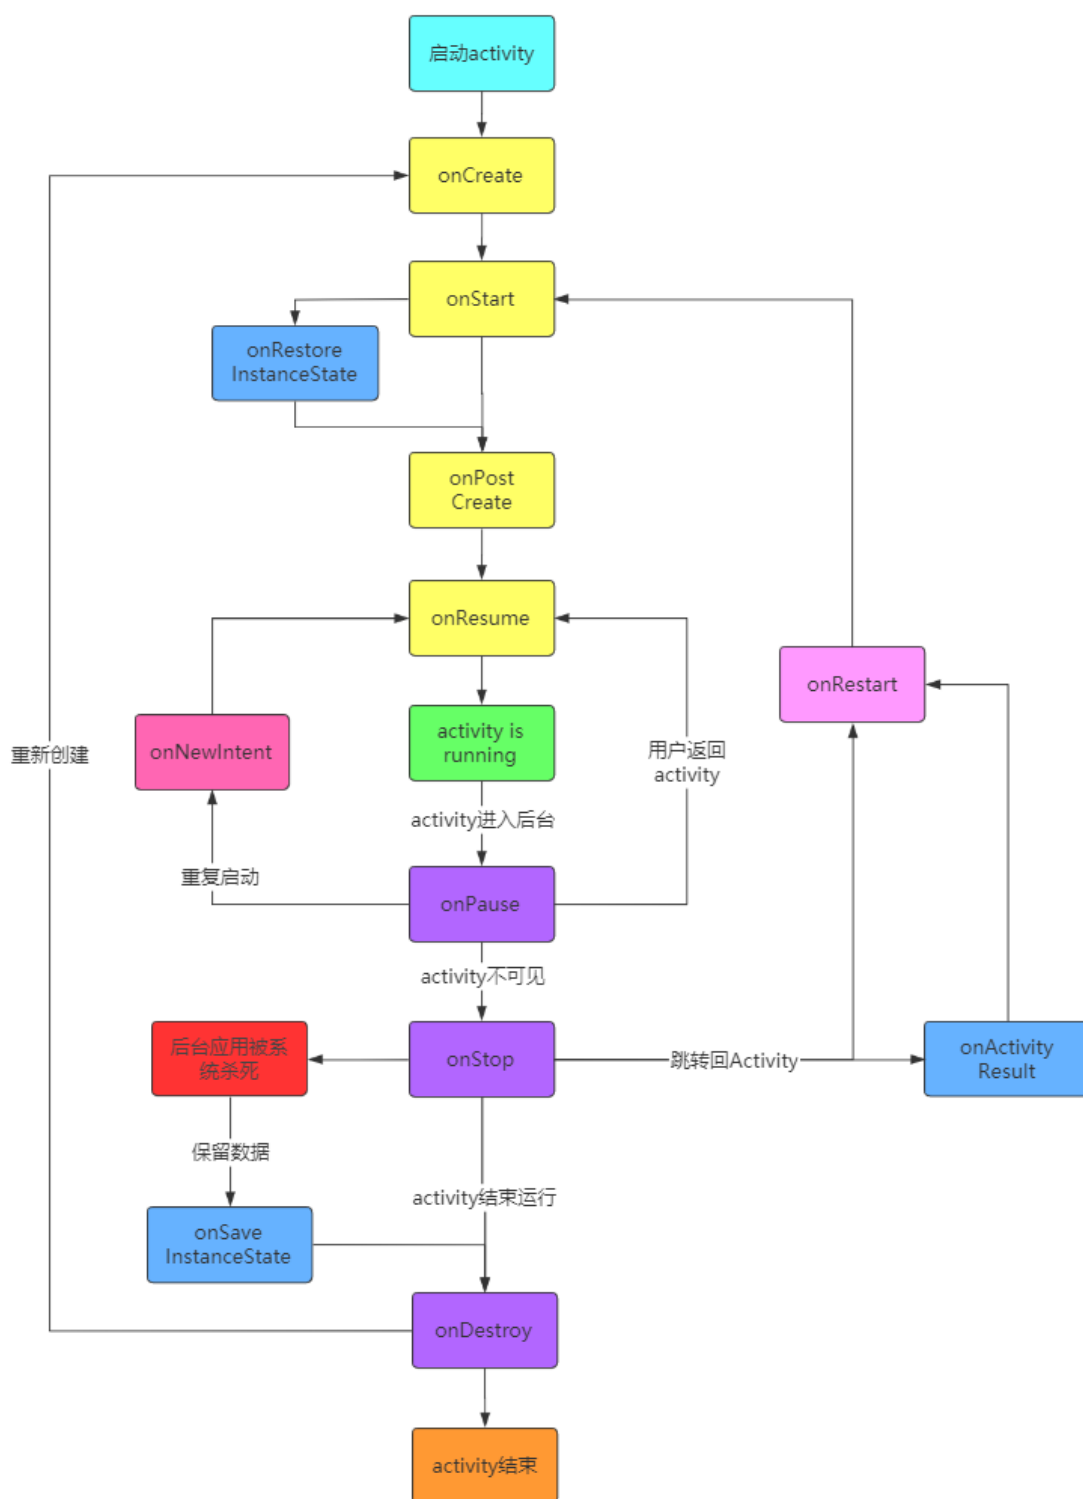 启动activity
onCreate
onStart
onRestore
InstanceState
onPost
Create
onResume
onRestart
activity is
running
onNewIntent
重新创建
用户返回
activity
activity进入后台
重复启动
onPause
activity不可见
后台应用被系
统杀死
onStop
跳转回Activity
onActivity
Result
保留数据
activity结束运行
onSave
InstanceState
onDestroy
activity结束